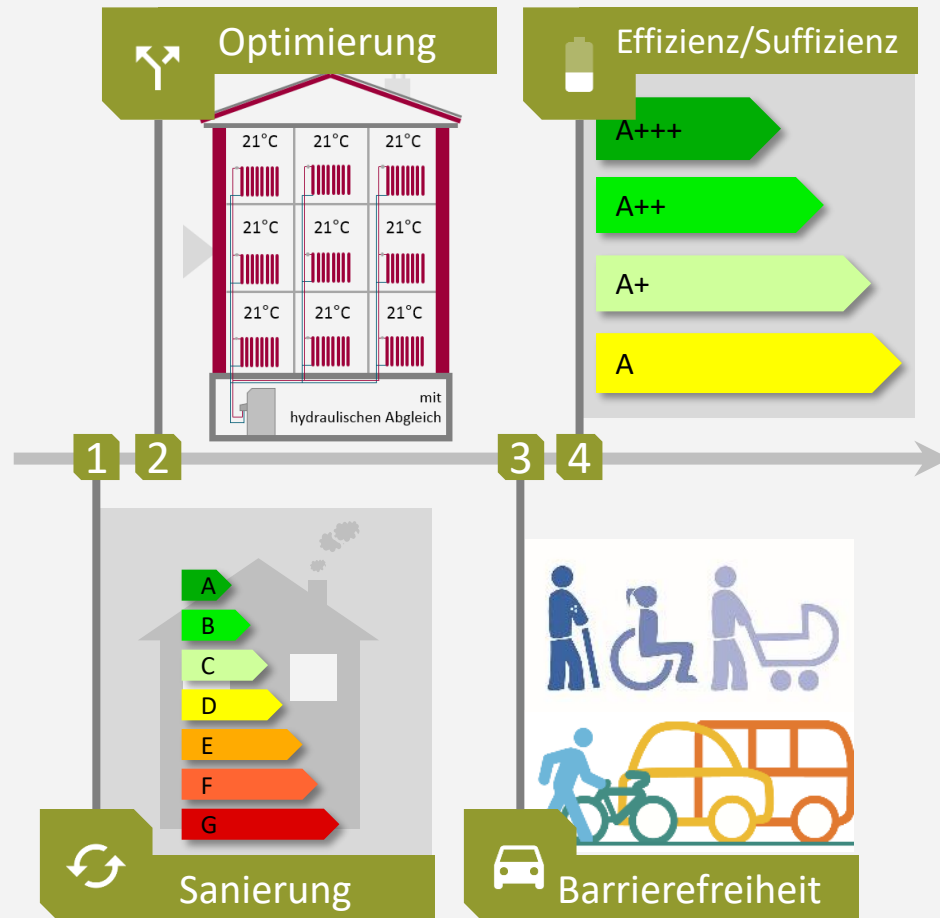 Optimierung
21°C 21°C 21°C
21°C 21°C 21°C
21°C 21°C 21°C
mit
hydraulischen Abgleich
Effizienz/Suffizienz
A+++
A++
A+
A
1 2 3 4
A
B
C
D
E
F
G
Sanierung
Barrierefreiheit